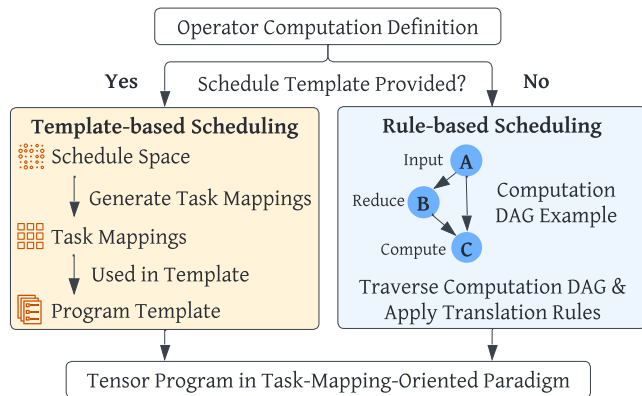 Operator Computation Definition
Yes
Schedule Template Provided?
No
Template-based Scheduling
Schedule Space
Generate Task Mappings
Task Mappings
Used in Template
Program Template
Rule-based Scheduling
Input
A
Reduce
B
Computation
DAG Example
Compute
C
Traverse Computation DAG &
Apply Translation Rules
Tensor Program in Task-Mapping-Oriented Paradigm